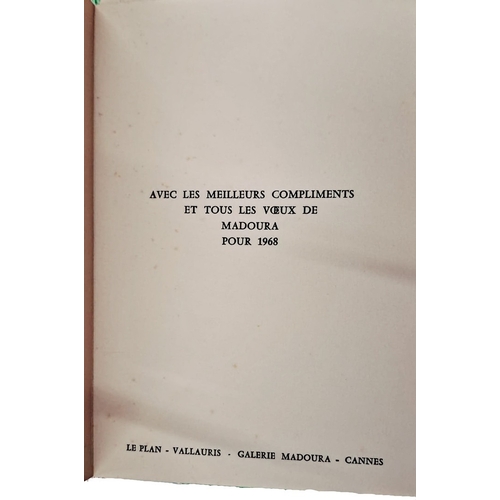 AVEC LES MEILLEURS COMPLIMENTS
ET TOUS LES VŒUX DE
MADOURA
POUR 1968
LE PLAN - VALLAURIS - GALERIE MADOURA - CANNES